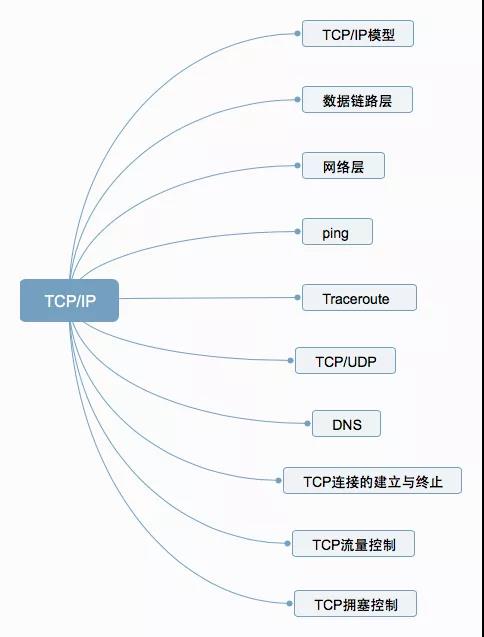 TCP/IP模型
数据链路层
网络层
ping
TCP/IP
Traceroute
TCP/UDP
DNS
TCP连接的建立与终止
TCP流量控制
TCP拥塞控制